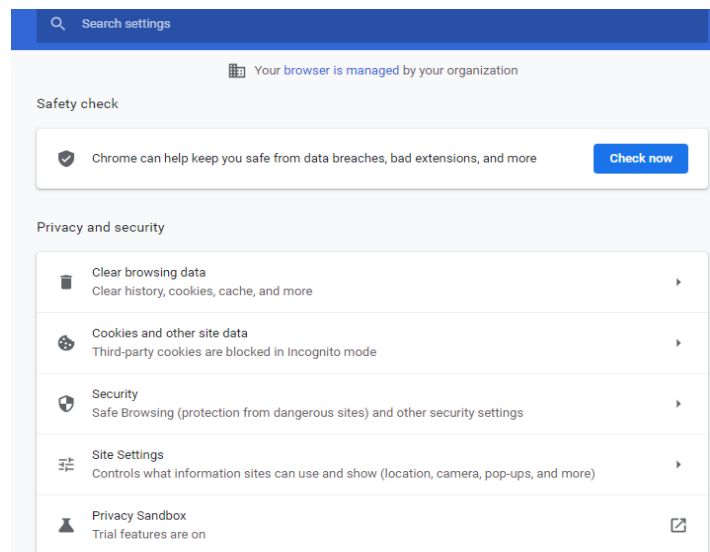 Search settings
Your browser is managed by your organization
Safety check
Chrome can help keep you safe from data breaches, bad extensions, and more
Check now
Privacy and security
Clear browsing data
Clear history, cookies, cache, and more
Cookies and other site data
Third-party cookies are blocked in Incognito mode
Security
Safe Browsing (protection from dangerous sites) and other security settings
Site Settings
Controls what information sites can use and show (location, camera, pop-ups, and more)
Privacy Sandbox
Trial features are on